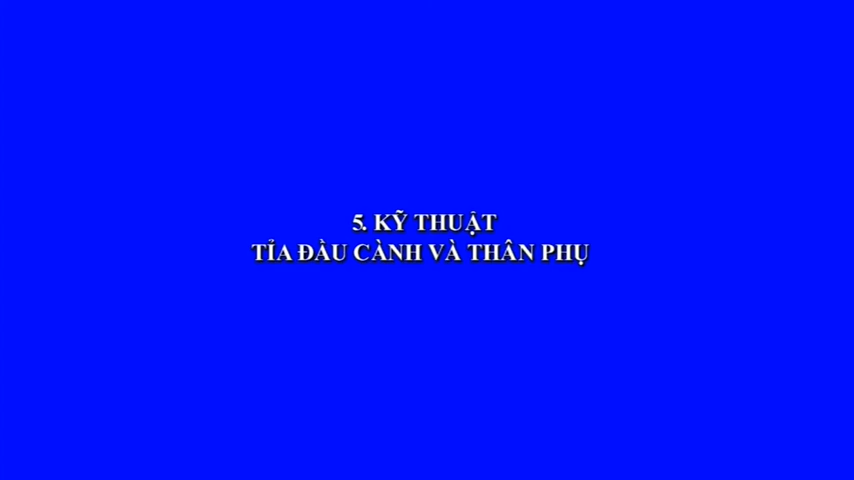 5. KỸ THUẬT
TỈA ĐẦU CÀNH VÀ THÂN PHỤ